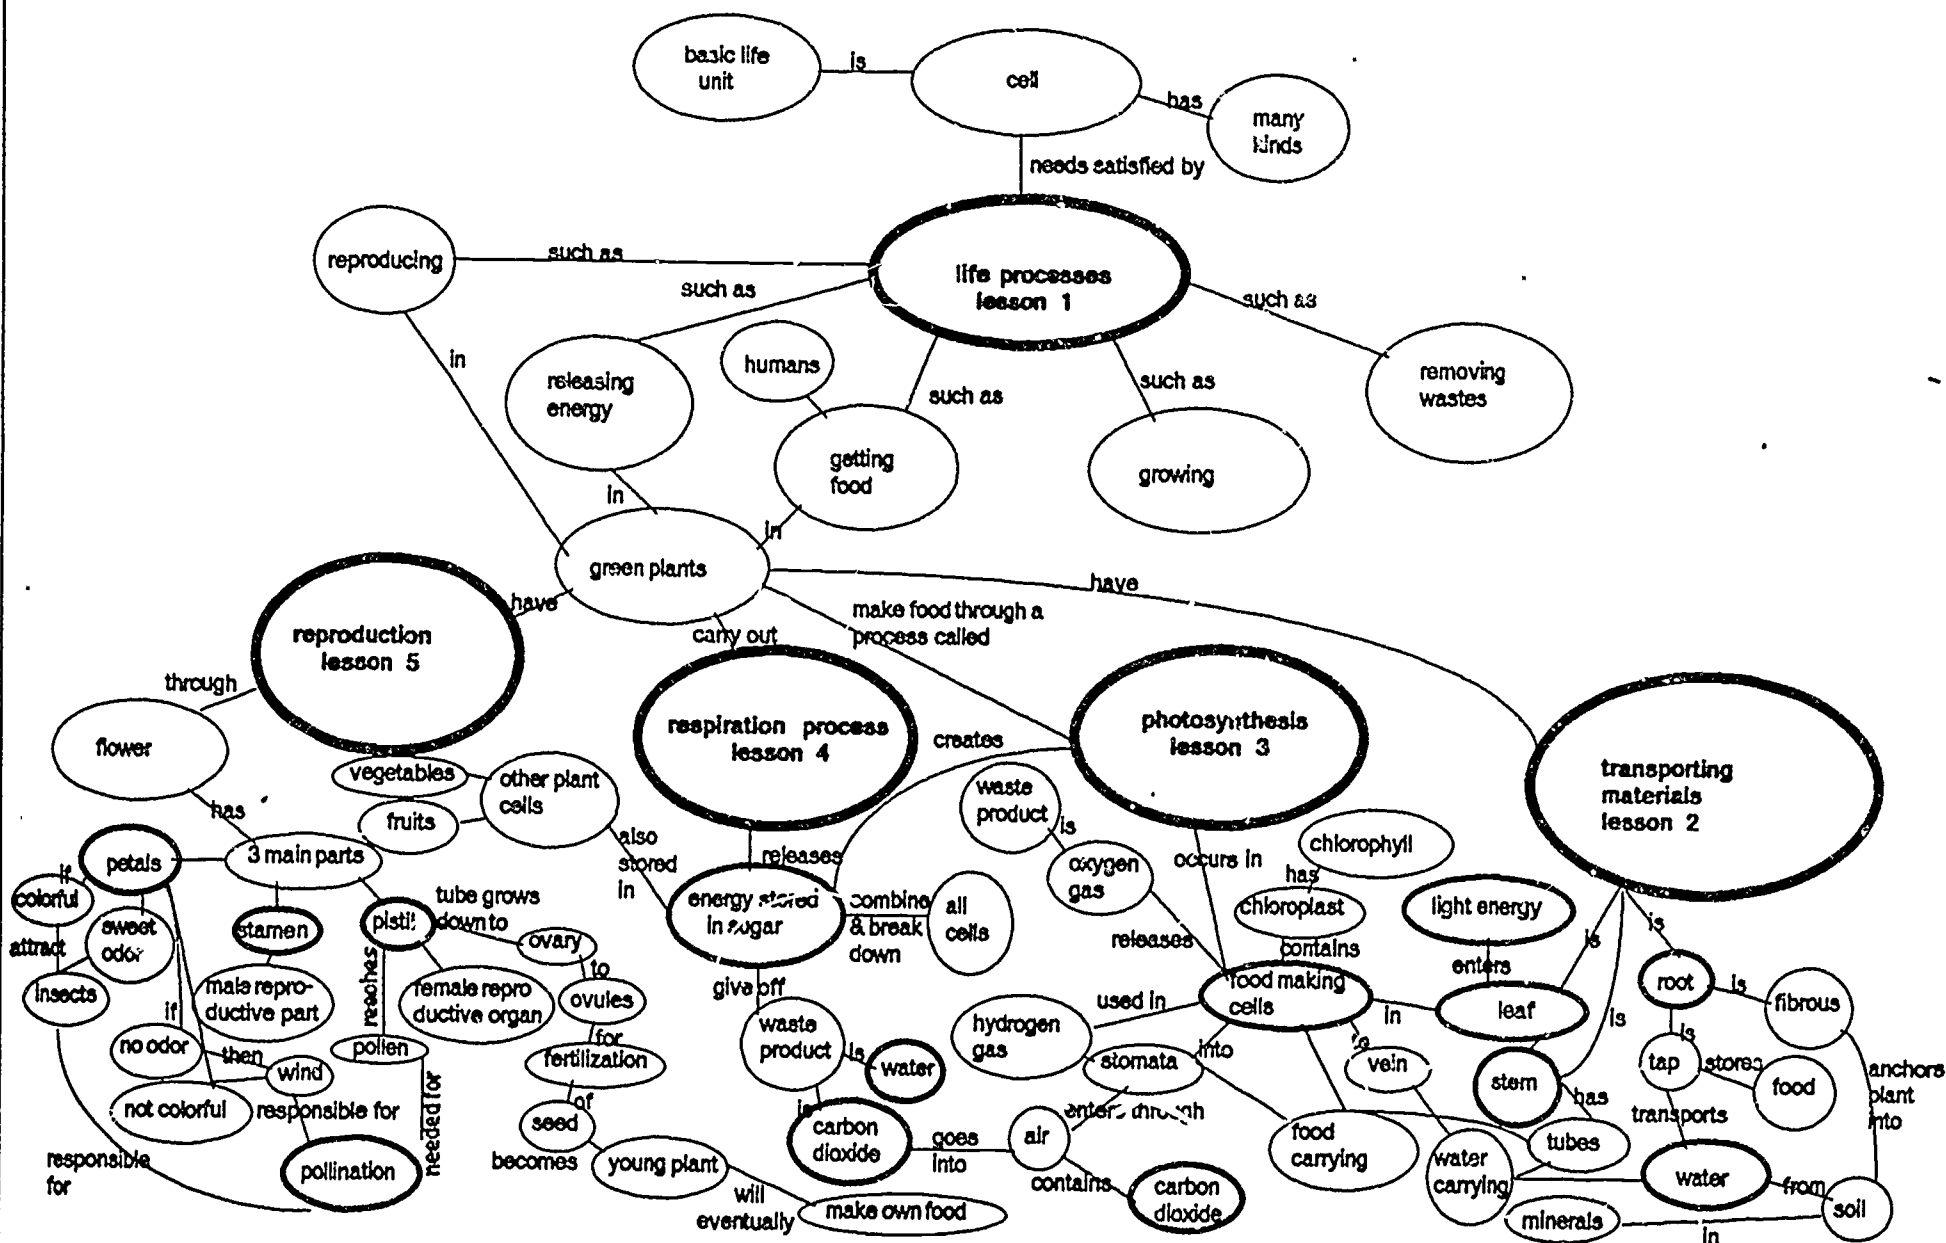 basic life
unit
is
cell
has
many
kinds
needs satisfied by
reproducing
such as
life processes
lesson 1
such as
such as
in
releasing
energy
humans
such as
such as
removing
wastes
getting
food
growing
in
in
green plants
have
have
make food through a
process called
carry out
reproduction
lesson 5
through
flower
respiration process
lesson 4
creates
photosynthesis
lesson 3
transporting
materials
lesson 2
vegetables
other plant
cells
fruits
has
also
stored
in
releases
waste
product
is
oxygen
gas
occurs in
chlorophyll
has
chloroplast
contains
light energy
enters
petals
3 main parts
if
colorful
attract
sweet
odor
insects
stamen
pistil
tube grows
down to
ovary
to
ovules
for
fertilization
of
seed
becomes
young plant
will
eventually
make own food
male repro-
ductive part
reaches
female repro
ductive organ
pollen
needed for
if
no odor
then
wind
not colorful
responsible for
pollination
responsible
for
energy stored
in sugar
combine
& break
down
all
cells
give off
waste
product
is
water
is
carbon
dioxide
goes
into
air
contains
carbon
dioxide
enters through
releases
food making
cells
used in
hydrogen
gas
stomata
into
in
leaf
is
is
is
root
is
fibrous
vein
stem
has
tubes
is
tap
stores
food
transports
anchors
plant
into
food
carrying
water
carrying
water
from
soil
minerals
in